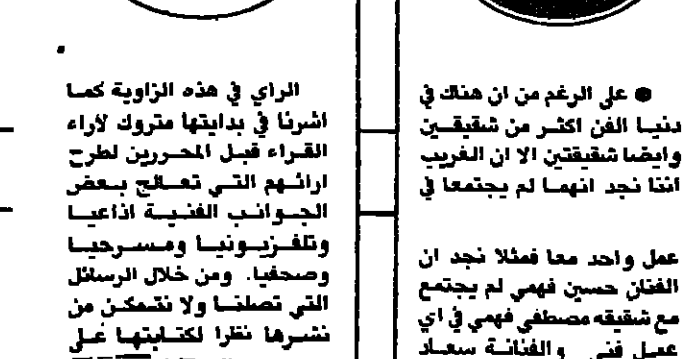 ● على الرغم من ان هناك في
دنيا الفن اكثر من شقيقين
وايضا شقيقتين الا ان الغريب
اننا نجد انهما لم يجتمعا في
عمل واحد معا فمثلا نجد ان
الفنان حسين فهمي لم يجتمع
مع شقيقه مصطفى فهمي في اي
عمل فني والفنانة سعاد
الراي في هذه الزاوية كما
اشرنا في بدايتها متروك لآراء
القراء قبل المحررين لطرح
ارائهم التي تعالج بعض
الجوانب الفنية اذاعيا
وتلفزيونيا ومسرحيا
وصحفيا. ومن خلال الرسائل
التي تصلنا ولا نتمكن من
نشرها نظرا لكتابتها على